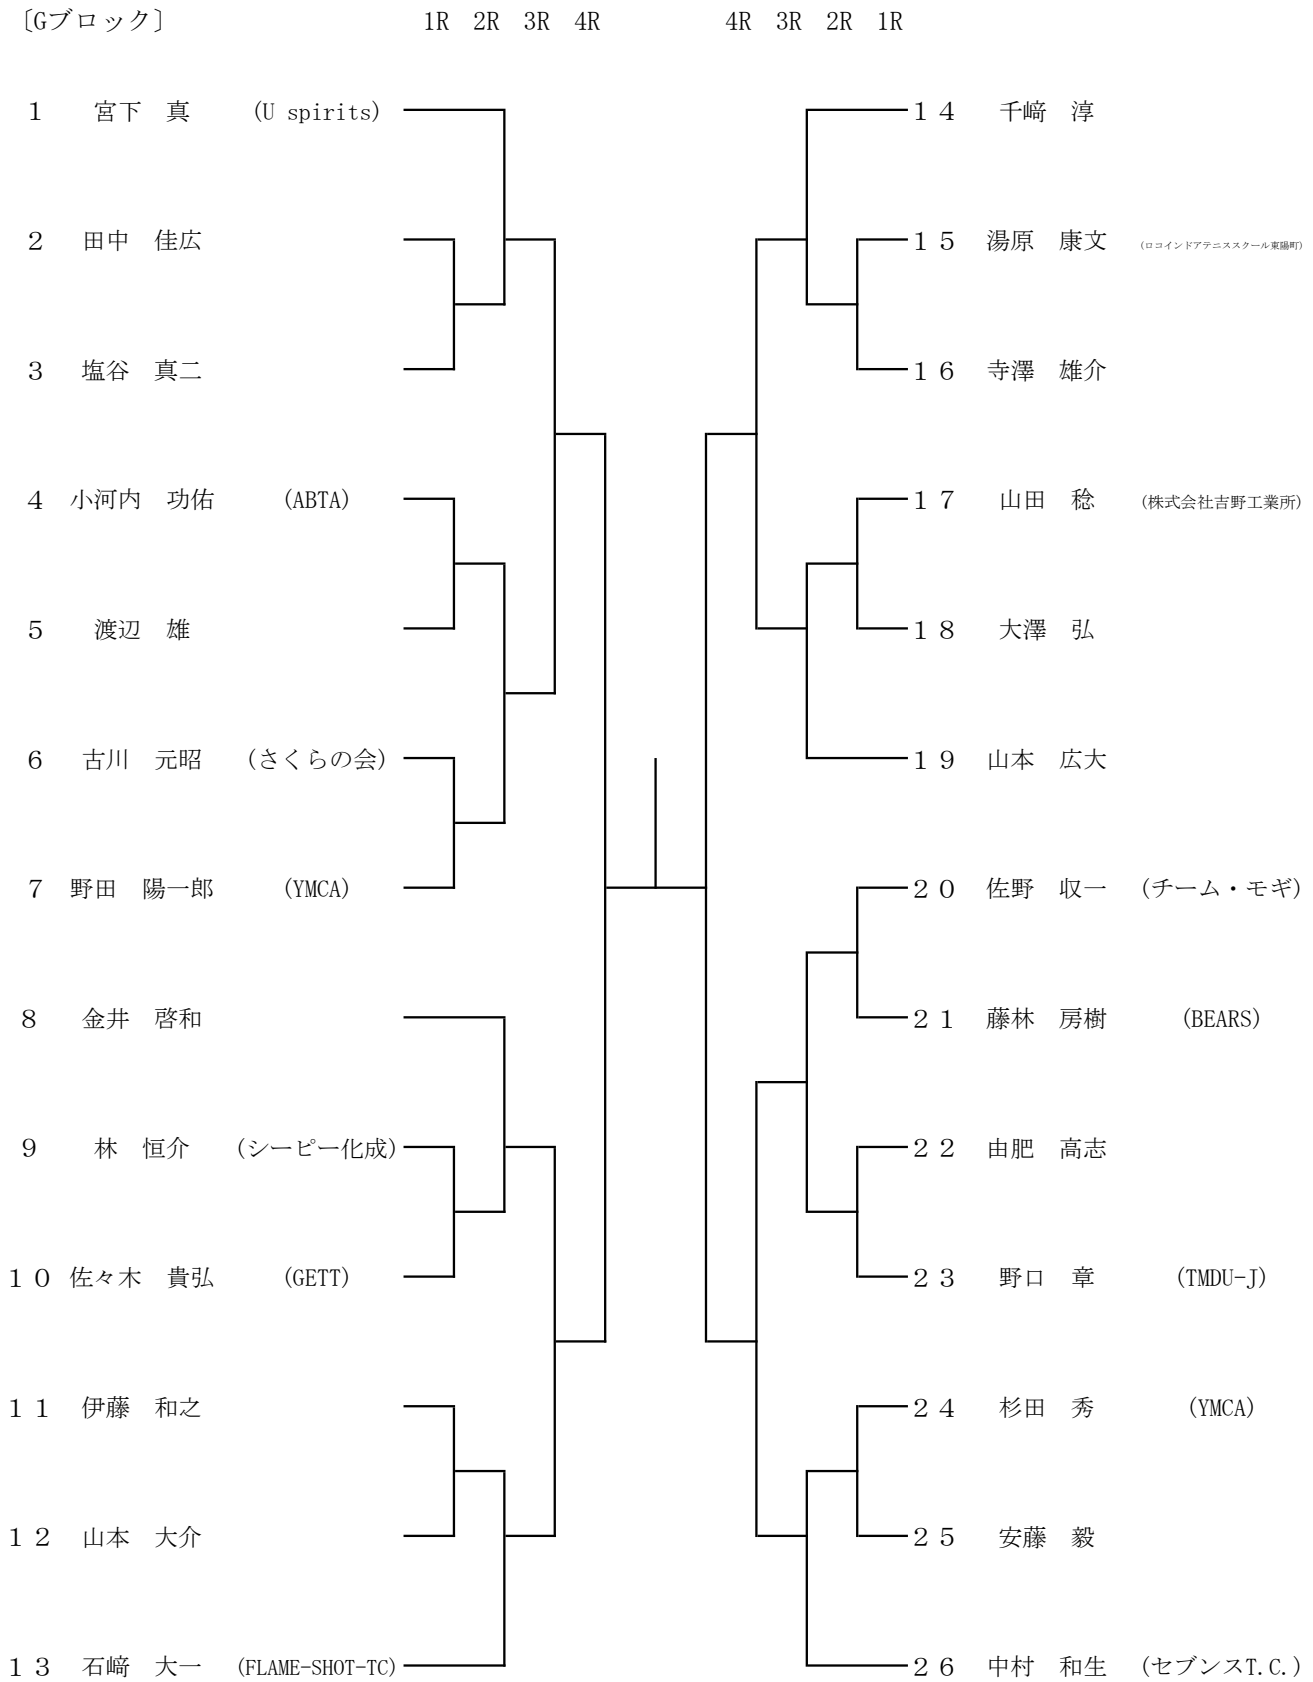 〔Gブロック〕 1R 2R 3R 4R 4R 3R 2R 1R
1 宮下 真 (U spirits) 14 千﨑 淳
2 田中 佳広 15 湯原 康文 (ロコインドアテニススクール東陽町)
3 塩谷 真二 16 寺澤 雄介
4 小河内 功佑 (ABTA) 17 山田 稔 (株式会社吉野工業所)
5 渡辺 雄 18 大澤 弘
6 古川 元昭 (さくらの会) 19 山本 広大
7 野田 陽一郎 (YMCA) 20 佐野 収一 (チーム・モギ)
8 金井 啓和 21 藤林 房樹 (BEARS)
9 林 恒介 (シーピー化成) 22 由肥 高志
10 佐々木 貴弘 (GETT) 23 野口 章 (TMDU-J)
11 伊藤 和之 24 杉田 秀 (YMCA)
12 山本 大介 25 安藤 毅
13 石﨑 大一 (FLAME-SHOT-TC) 26 中村 和生 (セブンスT.C.)